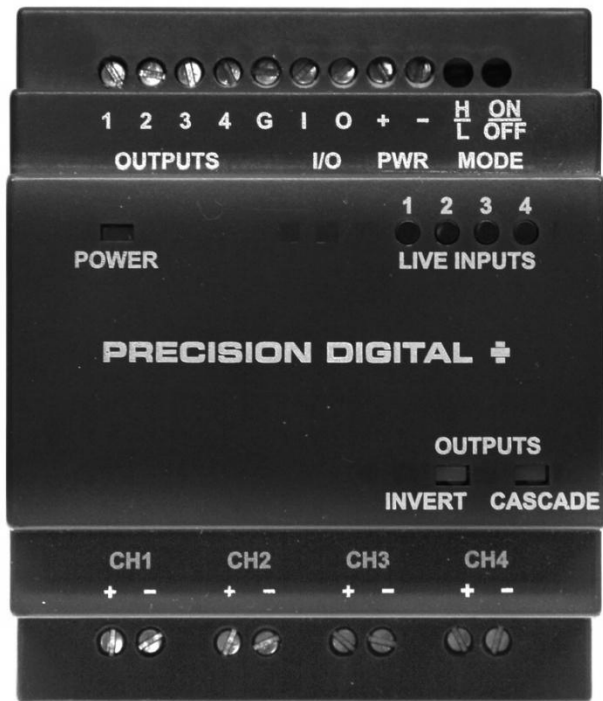 1 2 3 4 G I O + - H/L ON/OFF
OUTPUTS I/O PWR MODE
1 2 3 4
POWER LIVE INPUTS
PRECISION DIGITAL +
OUTPUTS
INVERT CASCADE
CH1 CH2 CH3 CH4
+ - + - + - + -